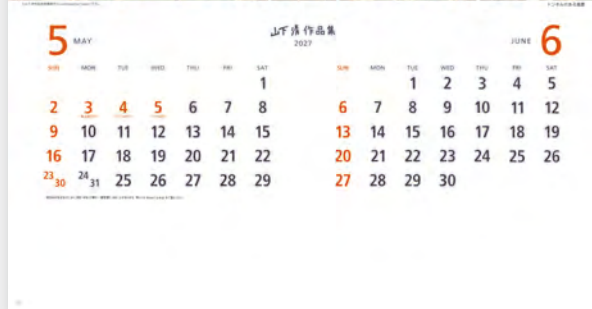 5 MAY
山下清作品集
2027
JUNE 6
SUN MON TUE WED THU FRI SAT
1
2 3 4 5 6 7 8
9 10 11 12 13 14 15
16 17 18 19 20 21 22
23/30 24/31 25 26 27 28 29
SUN MON TUE WED THU FRI SAT
1 2 3 4 5
6 7 8 9 10 11 12
13 14 15 16 17 18 19
20 21 22 23 24 25 26
27 28 29 30